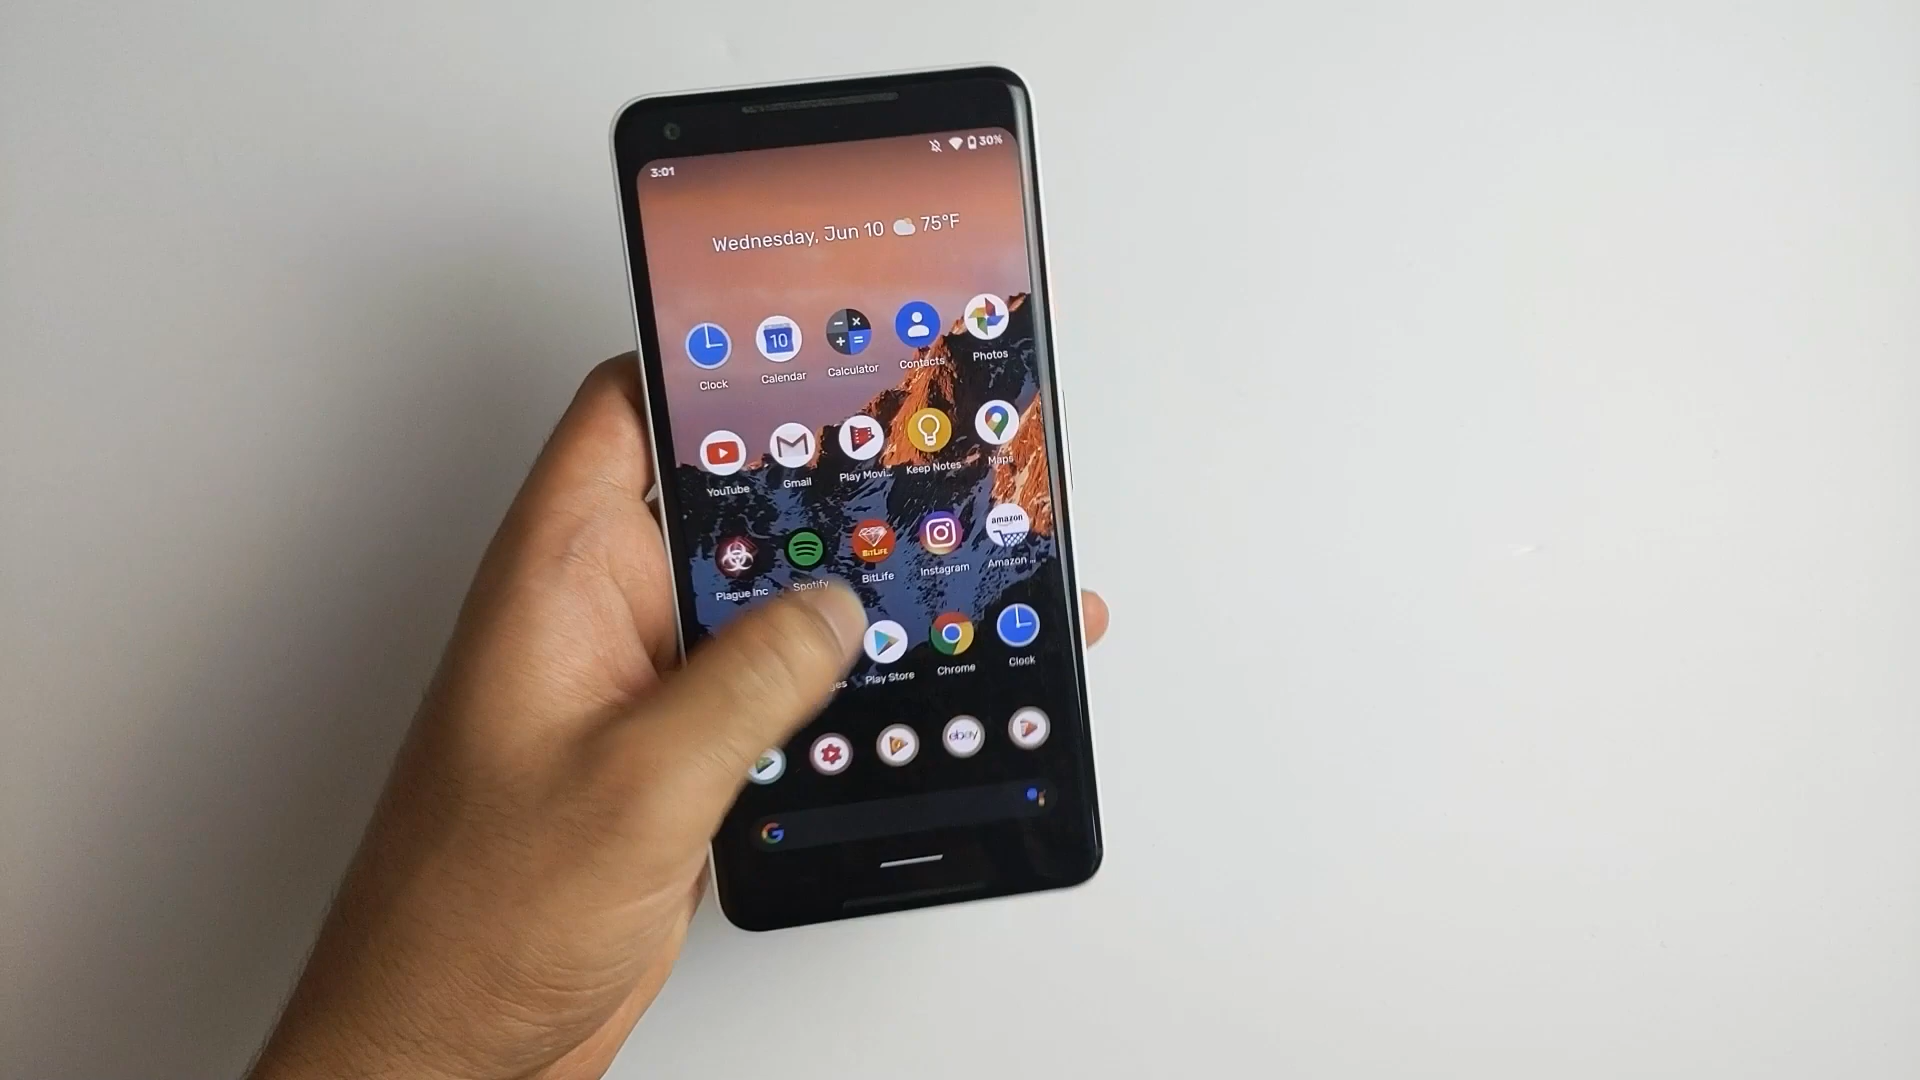 3:01 30%
Wednesday, Jun 10 75°F
10
Clock Calendar Calculator Contacts Photos
YouTube Gmail Play Movi... Keep Notes Maps
BITLIFE amazon
Plague Inc Spotify BitLife Instagram Amazon ...
ges Play Store Chrome Clock
ebay
G